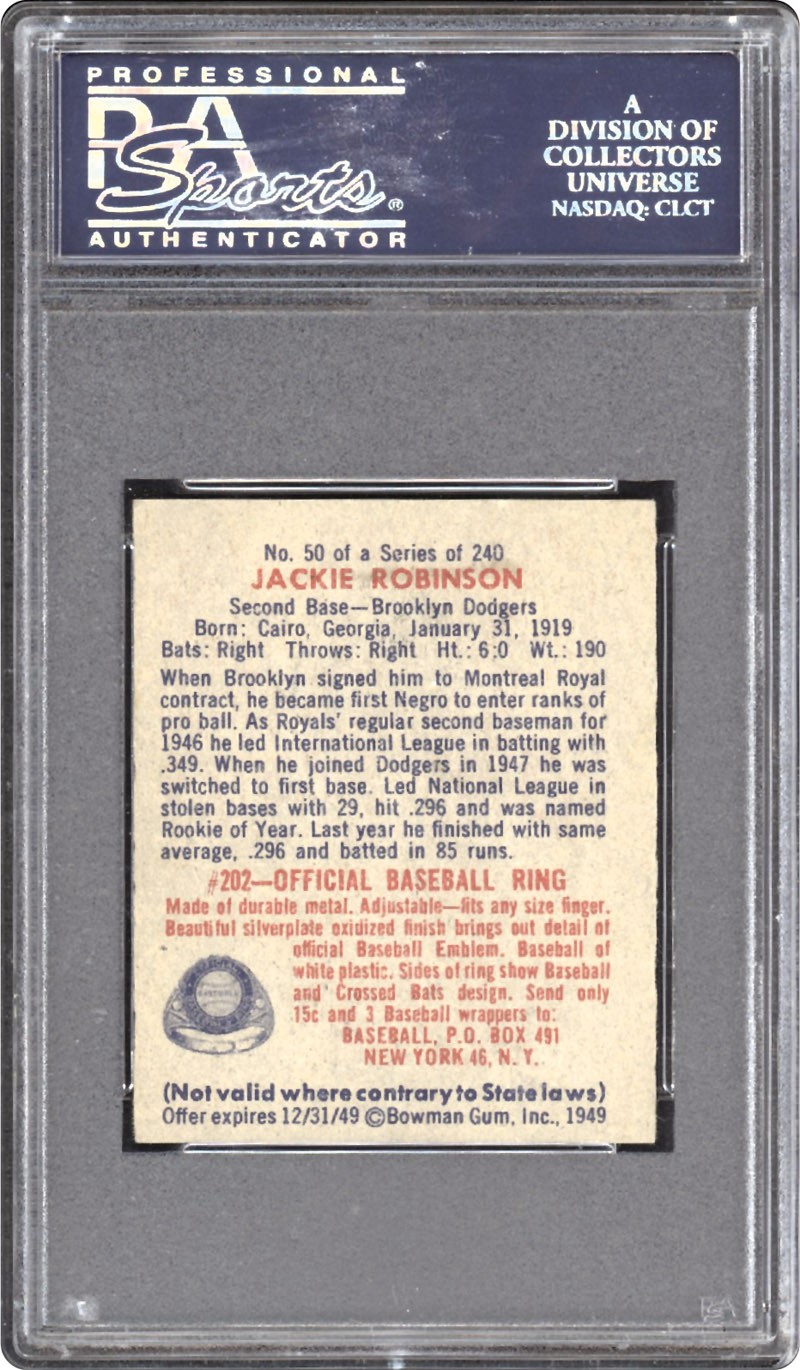 PROFESSIONAL
PSA
Sports®
AUTHENTICATOR
A
DIVISION OF
COLLECTORS
UNIVERSE
NASDAQ: CLCT
No. 50 of a Series of 240
JACKIE ROBINSON
Second Base—Brooklyn Dodgers
Born: Cairo, Georgia, January 31, 1919
Bats: Right Throws: Right Ht.: 6:0 Wt.: 190
When Brooklyn signed him to Montreal Royal
contract, he became first Negro to enter ranks of
pro ball. As Royals' regular second baseman for
1946 he led International League in batting with
.349. When he joined Dodgers in 1947 he was
switched to first base. Led National League in
stolen bases with 29, hit .296 and was named
Rookie of Year. Last year he finished with same
average, .296 and batted in 85 runs.
#202—OFFICIAL BASEBALL RING
Made of durable metal. Adjustable—fits any size finger.
Beautiful silverplate oxidized finish brings out detail of
official Baseball Emblem. Baseball of
white plastic. Sides of ring show Baseball
and Crossed Bats design. Send only
15c and 3 Baseball wrappers to:
BASEBALL, P.O. BOX 491
NEW YORK 46, N. Y.
(Not valid where contrary to State laws)
Offer expires 12/31/49 ©Bowman Gum, Inc., 1949
PSA